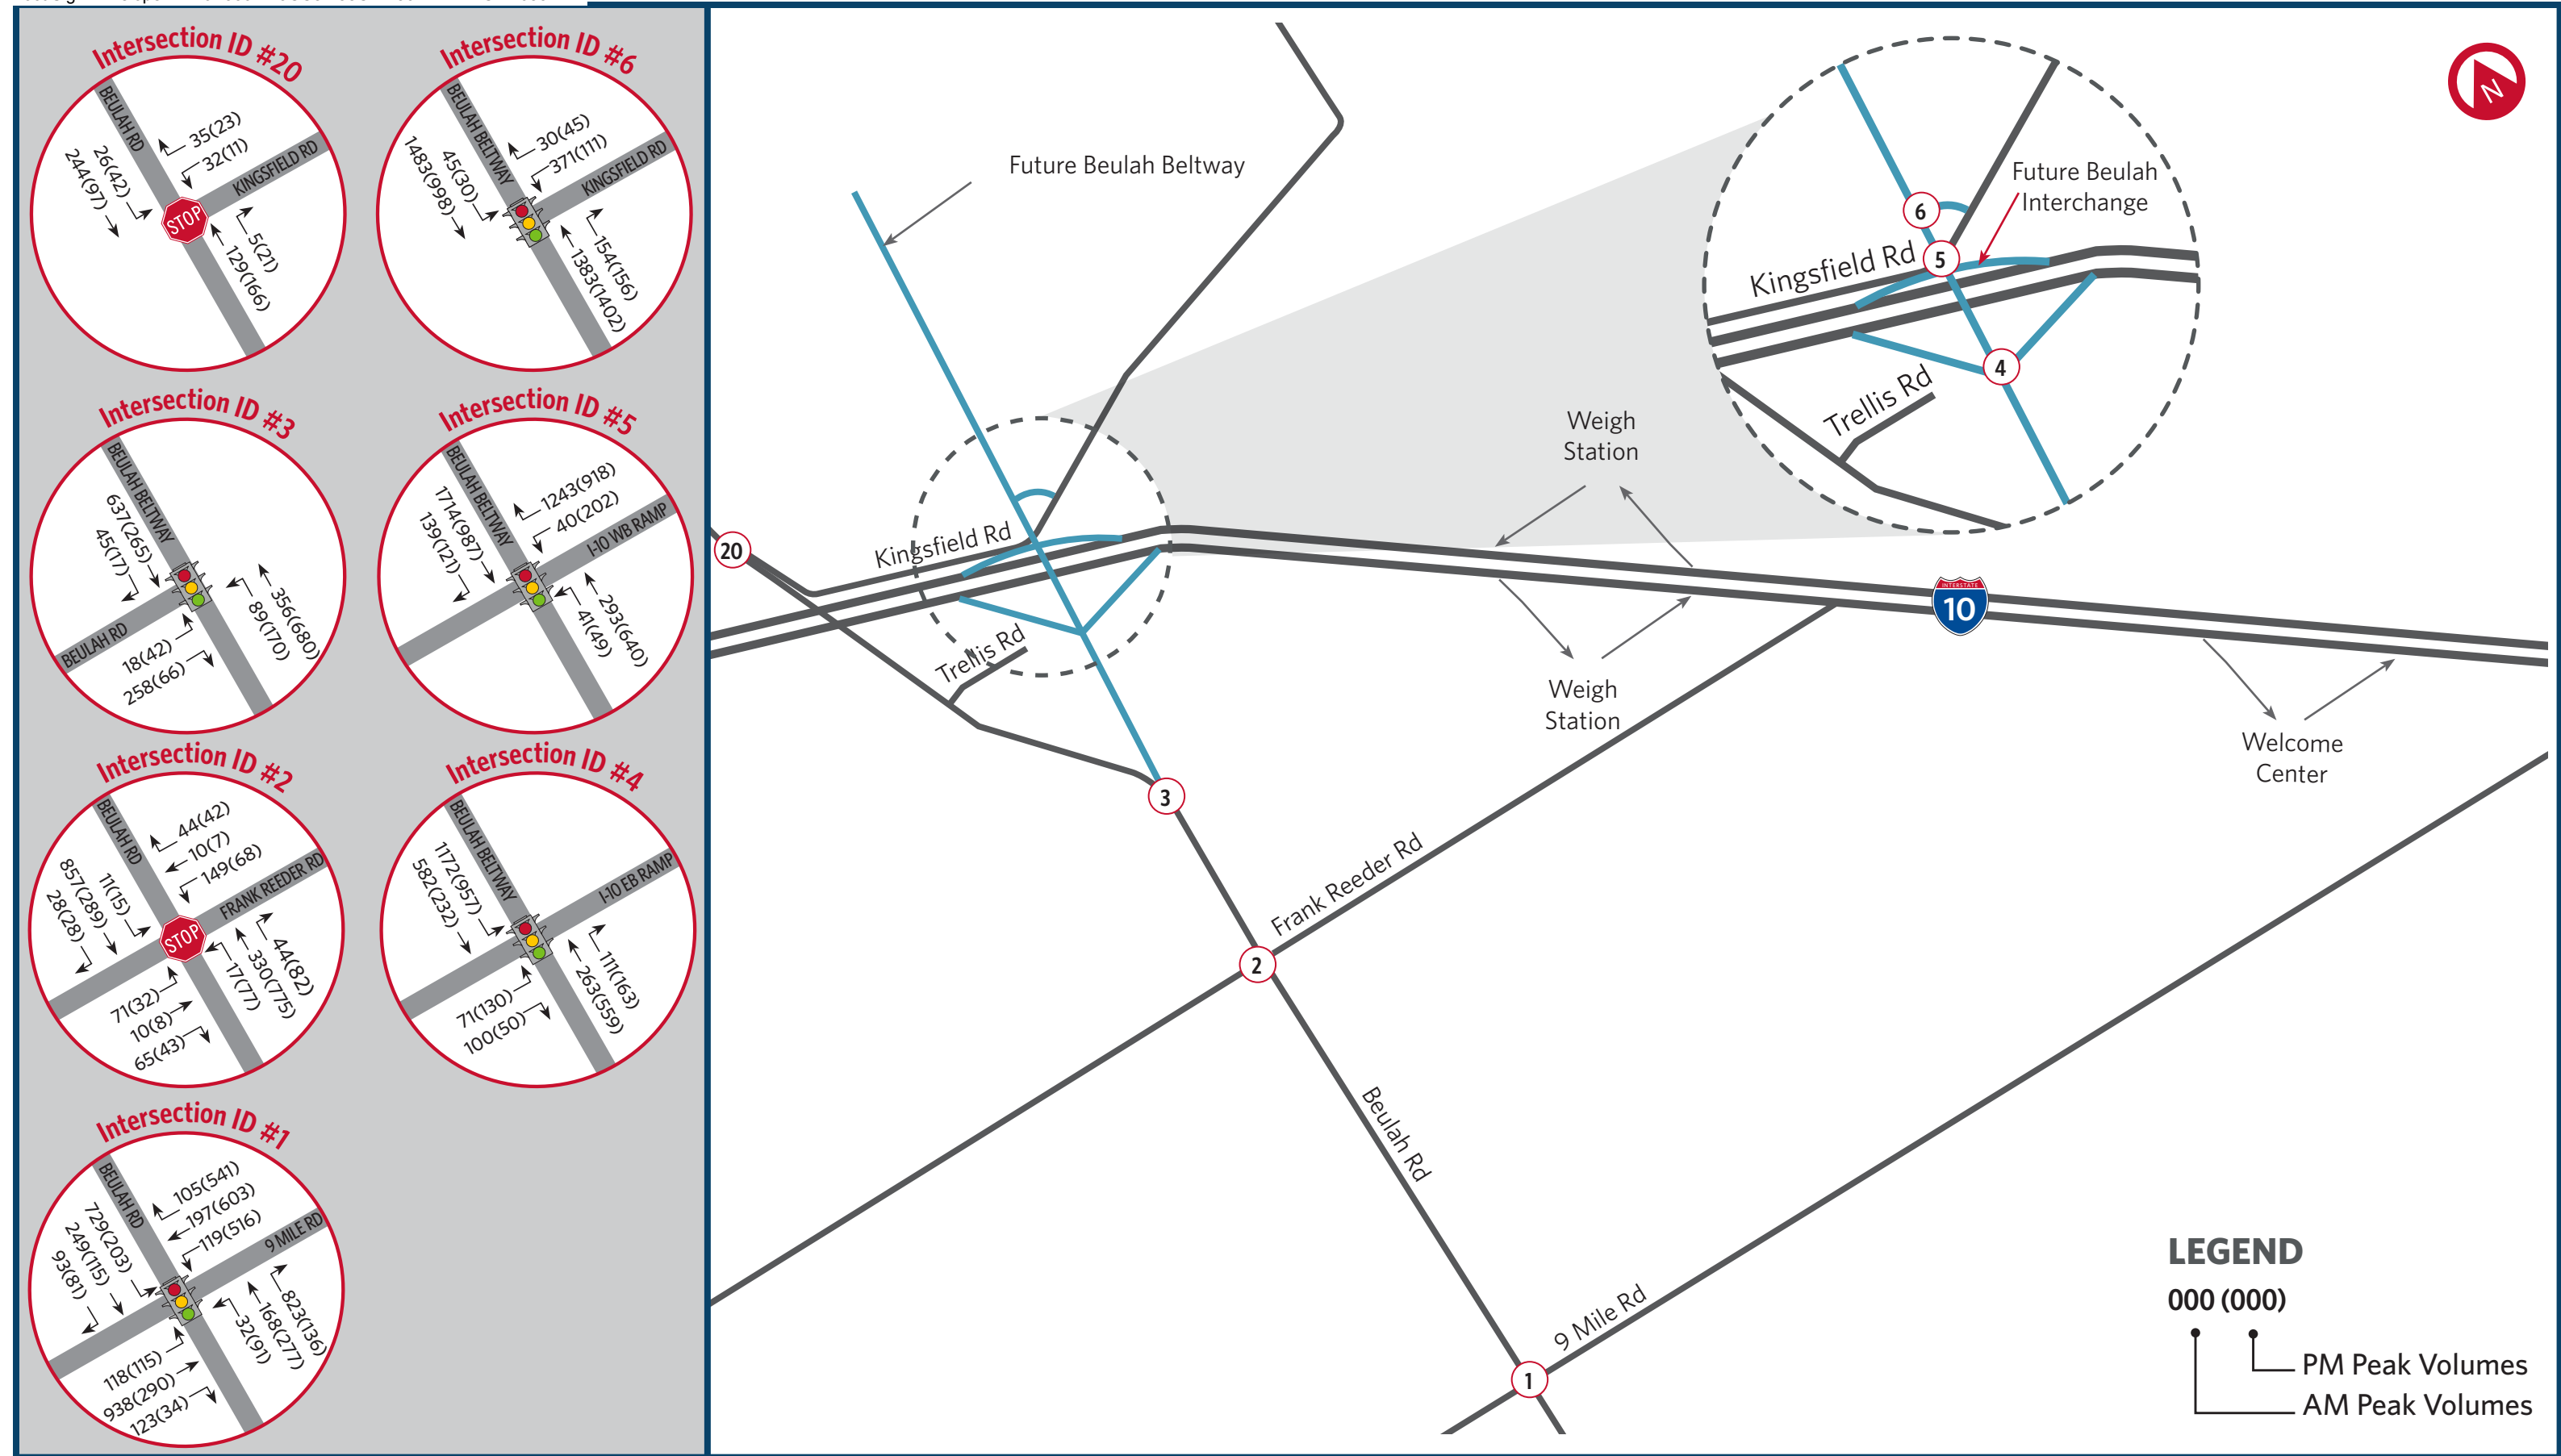 Intersection ID #20
BEULAH RD
35(23)
32(11)
KINGSFIELD RD
26(42)
244(97)
STOP
5(21)
129(166)
Intersection ID #6
BEULAH BELTWAY
30(45)
371(111)
KINGSFIELD RD
45(30)
1483(998)
154(156)
1383(1402)
Intersection ID #3
BEULAH BELTWAY
637(265)
45(17)
BEULAH RD
18(42)
258(66)
356(680)
89(170)
Intersection ID #5
BEULAH BELTWAY
1243(918)
40(202)
I-10 WB RAMP
1714(987)
139(121)
293(640)
41(49)
Intersection ID #2
BEULAH RD
44(42)
10(7)
149(68)
FRANK REEDER RD
11(15)
857(289)
28(28)
STOP
71(32)
10(8)
65(43)
44(82)
330(775)
17(77)
Intersection ID #4
BEULAH BELTWAY
1172(957)
582(232)
I-10 EB RAMP
71(130)
100(50)
111(163)
263(559)
Intersection ID #1
BEULAH RD
105(541)
197(603)
119(516)
9 MILE RD
729(203)
249(115)
93(81)
118(115)
938(290)
123(34)
823(136)
168(277)
32(91)
Future Beulah Beltway
N
6
Future Beulah
Interchange
5
Kingsfield Rd
4
Trellis Rd
20
Kingsfield Rd
Trellis Rd
Weigh
Station
INTERSTATE
10
Weigh
Station
Welcome
Center
3
Frank Reeder Rd
2
Beulah Rd
9 Mile Rd
1
LEGEND
000 (000)
PM Peak Volumes
AM Peak Volumes